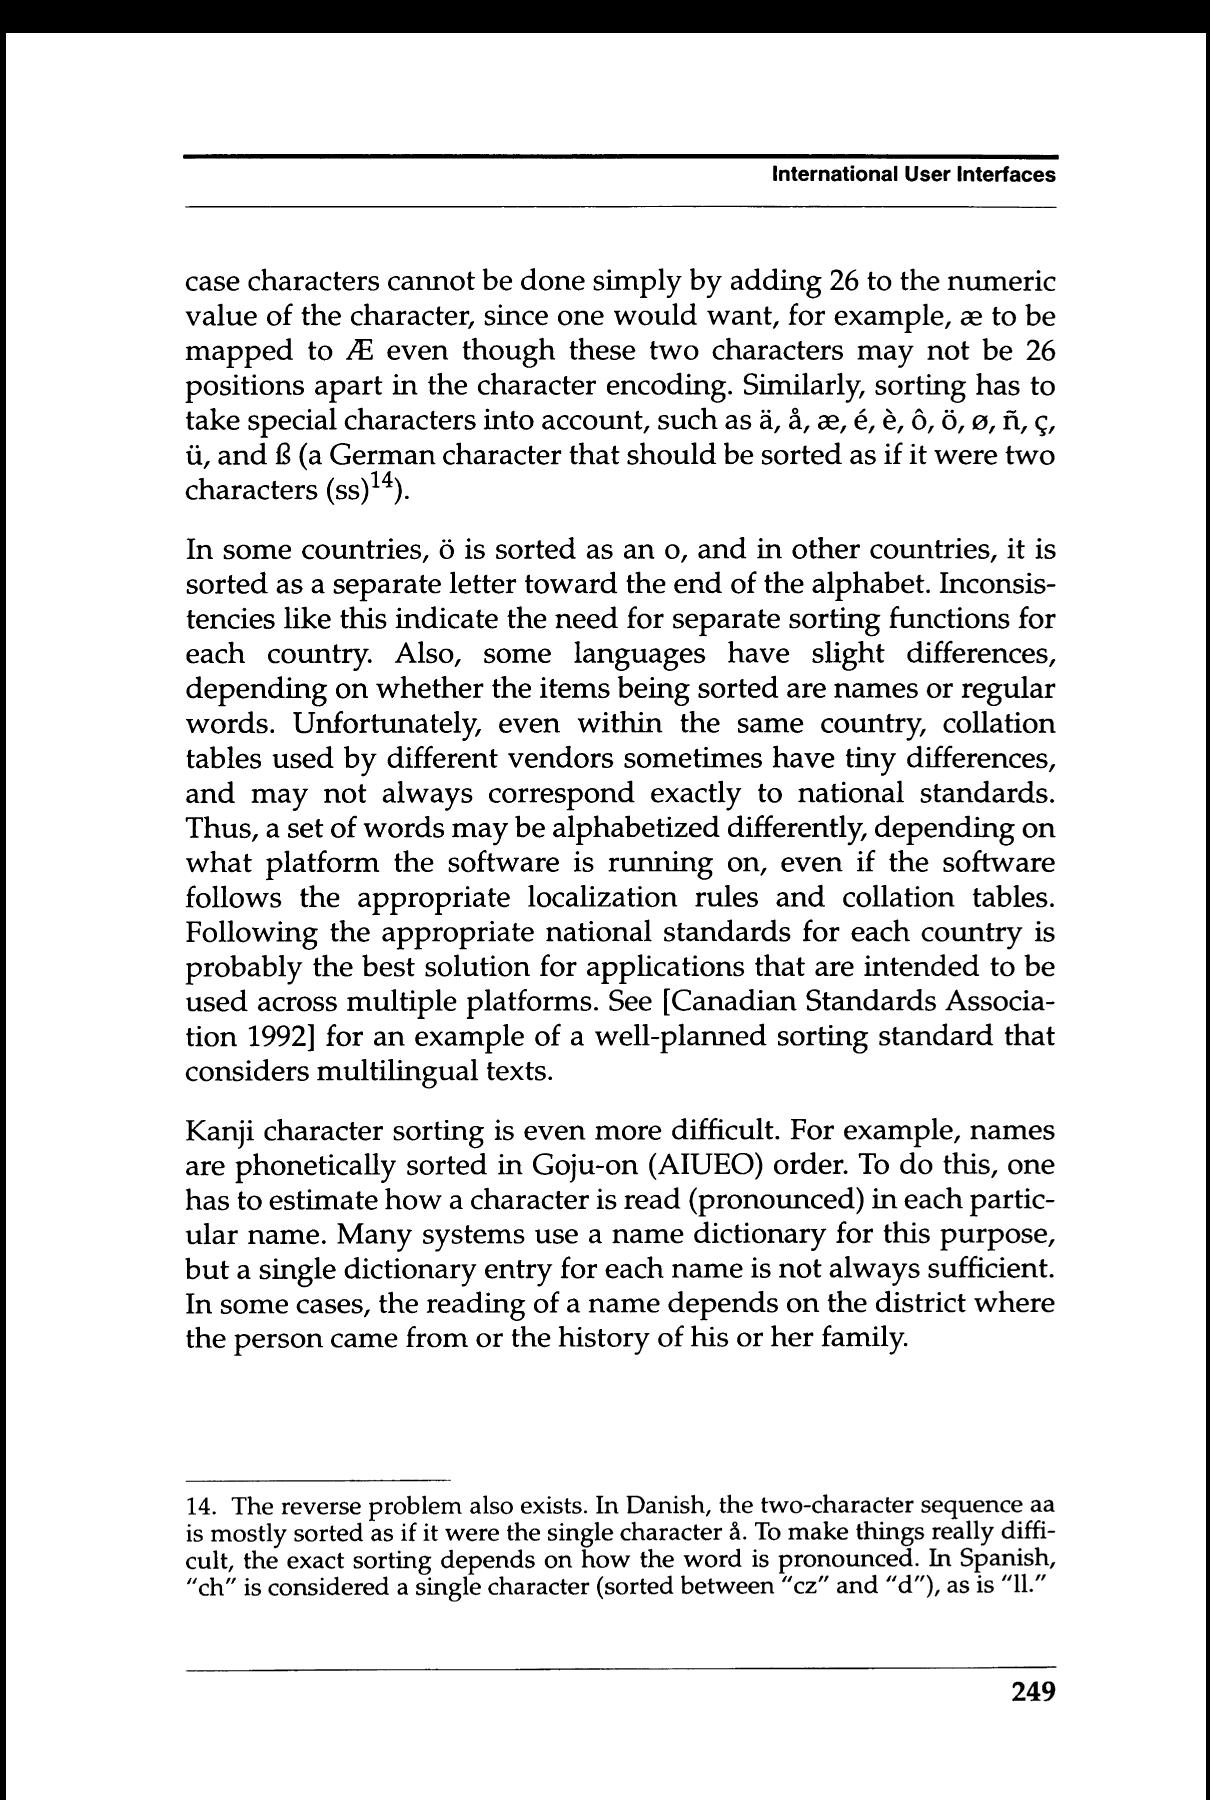 International User Interfaces
case characters cannot be done simply by adding 26 to the numeric
value of the character, since one would want, for example, æ to be
mapped to Æ even though these two characters may not be 26
positions apart in the character encoding. Similarly, sorting has to
take special characters into account, such as ä, å, æ, é, è, ô, ö, ø, ñ, ç,
ü, and ß (a German character that should be sorted as if it were two
characters (ss)14).
In some countries, ö is sorted as an o, and in other countries, it is
sorted as a separate letter toward the end of the alphabet. Inconsis-
tencies like this indicate the need for separate sorting functions for
each country. Also, some languages have slight differences,
depending on whether the items being sorted are names or regular
words. Unfortunately, even within the same country, collation
tables used by different vendors sometimes have tiny differences,
and may not always correspond exactly to national standards.
Thus, a set of words may be alphabetized differently, depending on
what platform the software is running on, even if the software
follows the appropriate localization rules and collation tables.
Following the appropriate national standards for each country is
probably the best solution for applications that are intended to be
used across multiple platforms. See [Canadian Standards Associa-
tion 1992] for an example of a well-planned sorting standard that
considers multilingual texts.
Kanji character sorting is even more difficult. For example, names
are phonetically sorted in Goju-on (AIUEO) order. To do this, one
has to estimate how a character is read (pronounced) in each partic-
ular name. Many systems use a name dictionary for this purpose,
but a single dictionary entry for each name is not always sufficient.
In some cases, the reading of a name depends on the district where
the person came from or the history of his or her family.
14. The reverse problem also exists. In Danish, the two-character sequence aa
is mostly sorted as if it were the single character å. To make things really diffi-
cult, the exact sorting depends on how the word is pronounced. In Spanish,
"ch" is considered a single character (sorted between "cz" and "d"), as is "ll."
249